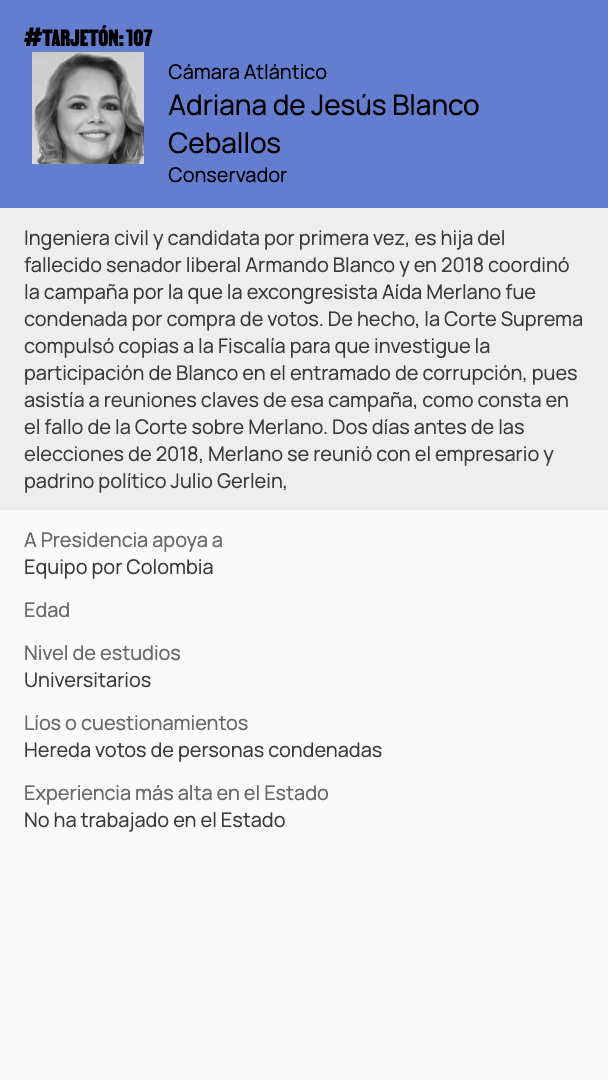 #TARJETÓN: 107
Cámara Atlántico
Adriana de Jesús Blanco
Ceballos
Conservador
Ingeniera civil y candidata por primera vez, es hija del
fallecido senador liberal Armando Blanco y en 2018 coordinó
la campaña por la que la excongresista Aída Merlano fue
condenada por compra de votos. De hecho, la Corte Suprema
compulsó copias a la Fiscalía para que investigue la
participación de Blanco en el entramado de corrupción, pues
asistía a reuniones claves de esa campaña, como consta en
el fallo de la Corte sobre Merlano. Dos días antes de las
elecciones de 2018, Merlano se reunió con el empresario y
padrino político Julio Gerlein,
A Presidencia apoya a
Equipo por Colombia
Edad
Nivel de estudios
Universitarios
Líos o cuestionamientos
Hereda votos de personas condenadas
Experiencia más alta en el Estado
No ha trabajado en el Estado